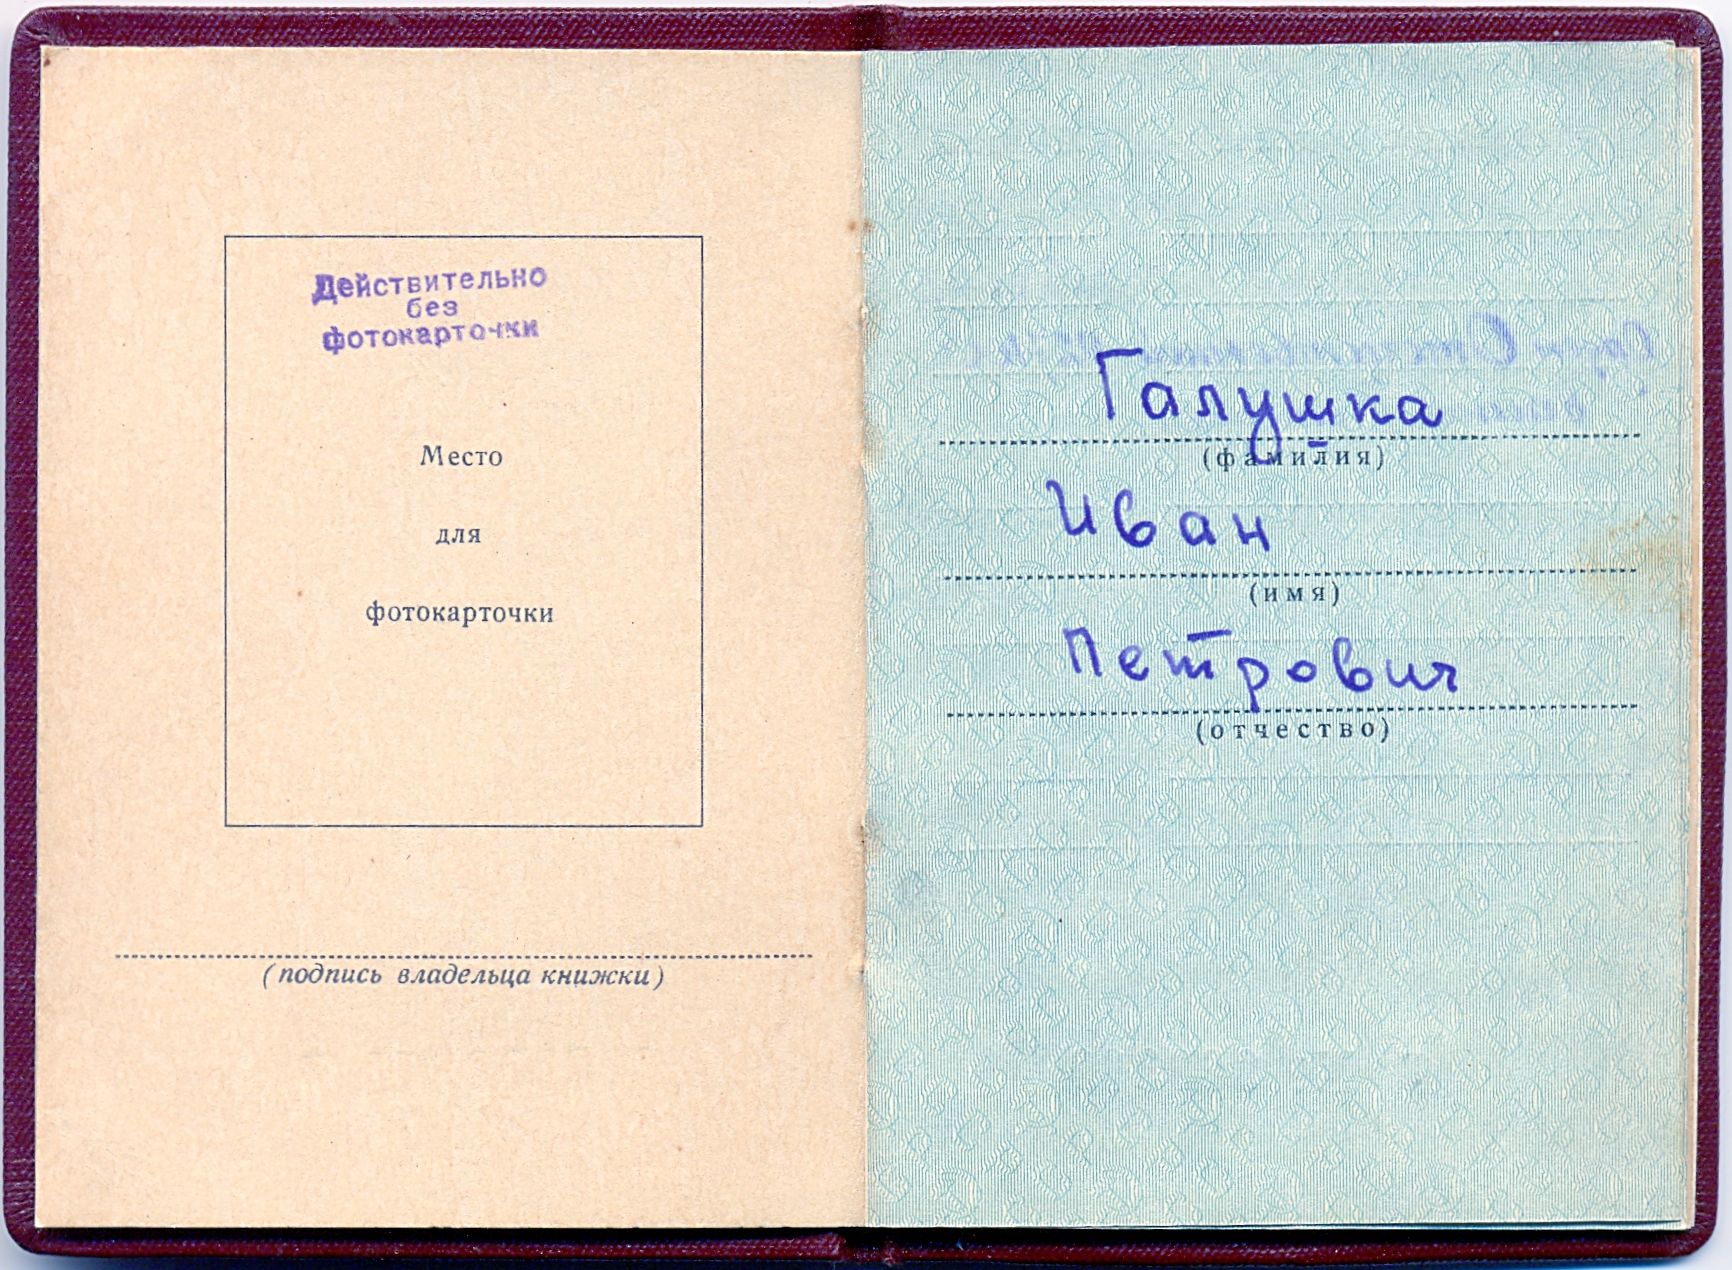 Действительно
без
фотокарточки
Место
для
фотокарточки
(подпись владельца книжки)
Галушка
(фамилия)
Иван
(имя)
Петрович
(отчество)